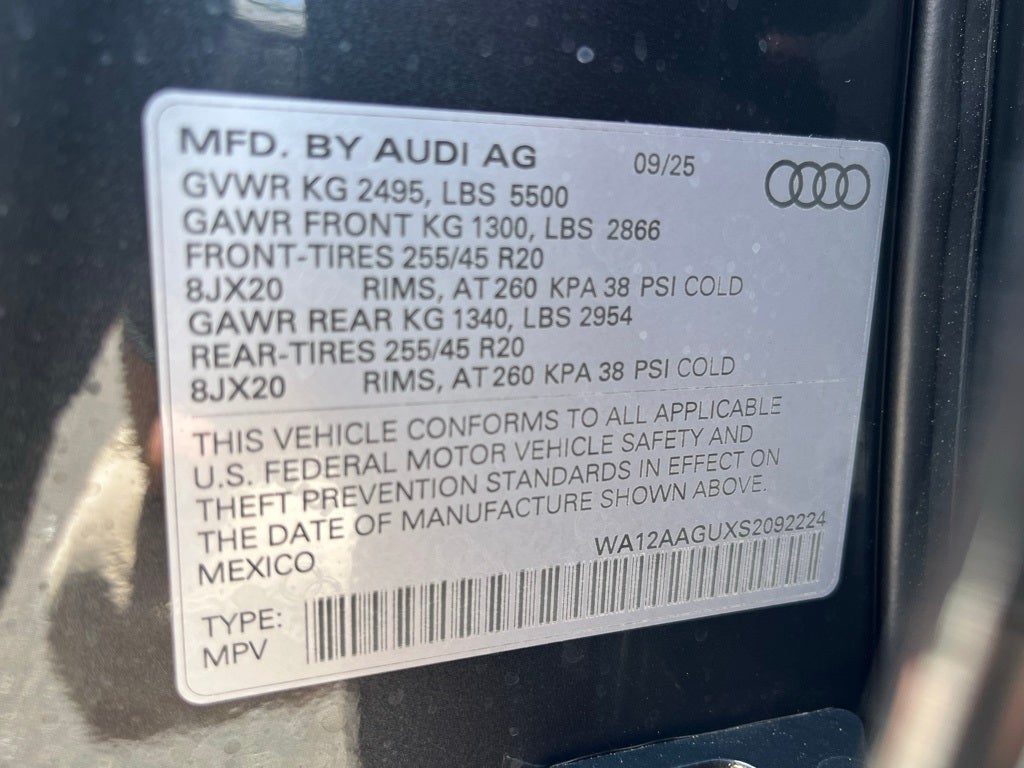 MFD. BY AUDI AG 09/25
GVWR KG 2495, LBS 5500
GAWR FRONT KG 1300, LBS 2866
FRONT-TIRES 255/45 R20
8JX20 RIMS, AT 260 KPA 38 PSI COLD
GAWR REAR KG 1340, LBS 2954
REAR-TIRES 255/45 R20
8JX20 RIMS, AT 260 KPA 38 PSI COLD
THIS VEHICLE CONFORMS TO ALL APPLICABLE
U.S. FEDERAL MOTOR VEHICLE SAFETY AND
THEFT PREVENTION STANDARDS IN EFFECT ON
THE DATE OF MANUFACTURE SHOWN ABOVE.
MEXICO WA12AAGUXS2092224
TYPE:
MPV